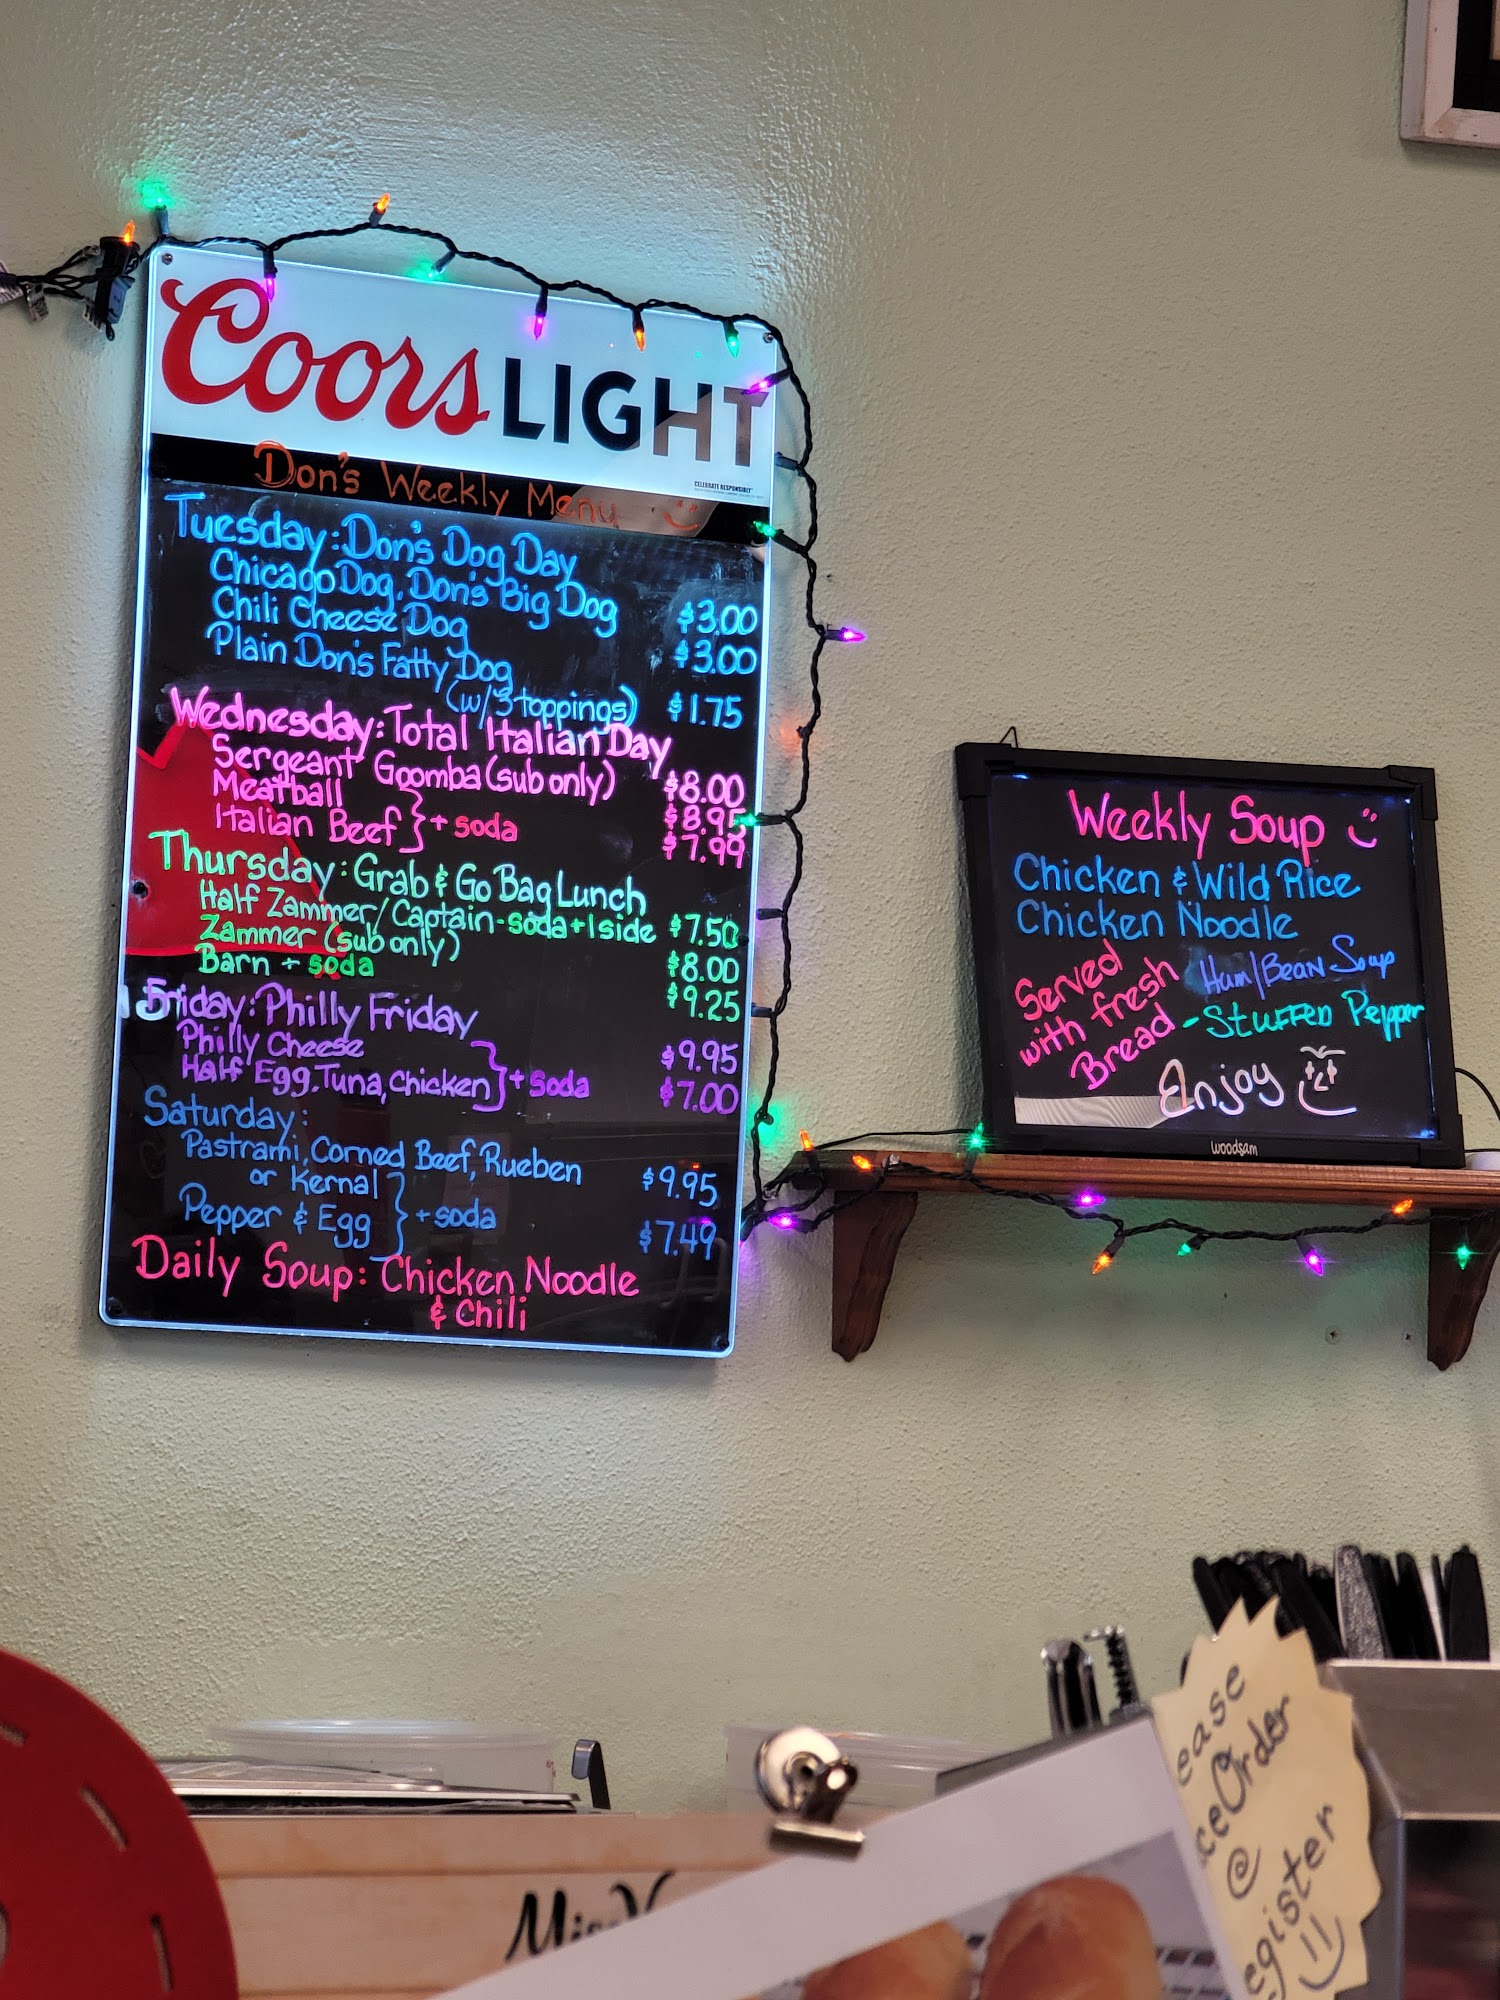 Coors LIGHT
CELEBRATE RESPONSIBLY
Don's Weekly Menu
Tuesday: Don's Dog Day
Chicago Dog, Don's Big Dog $3.00
Chili Cheese Dog $3.00
Plain Don's Fatty Dog
(w/3 toppings) $1.75
Wednesday: Total Italian Day
Sergeant Goomba (sub only) $8.00
Meatball $8.95
Italian Beef + soda $7.99
Thursday: Grab & Go Bag Lunch
Half Zammer/Captain - soda + 1 side $7.50
Zammer (sub only) $8.00
Barn + soda $9.25
Friday: Philly Friday
Philly Cheese $9.95
Half Egg, Tuna, Chicken + soda $7.00
Saturday:
Pastrami, Corned Beef, Rueben
or Kernal $9.95
Pepper & Egg + soda $7.49
Daily Soup: Chicken Noodle
& Chili
Weekly Soup
Chicken & Wild Rice
Chicken Noodle
Served
with fresh
Bread
Ham/Bean Soup
- Stuffed Pepper
Enjoy
woodsam
ease
ce Order
@
egister